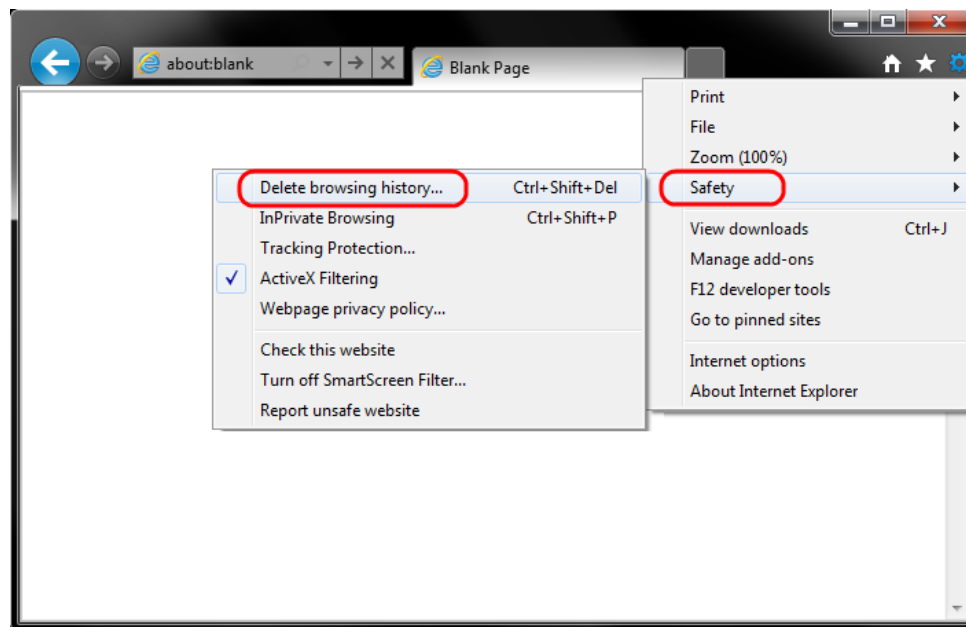 about:blank
Blank Page
Print
File
Zoom (100%)
Safety
View downloads Ctrl+J
Manage add-ons
F12 developer tools
Go to pinned sites
Internet options
About Internet Explorer
Delete browsing history... Ctrl+Shift+Del
InPrivate Browsing Ctrl+Shift+P
Tracking Protection...
ActiveX Filtering
Webpage privacy policy...
Check this website
Turn off SmartScreen Filter...
Report unsafe website